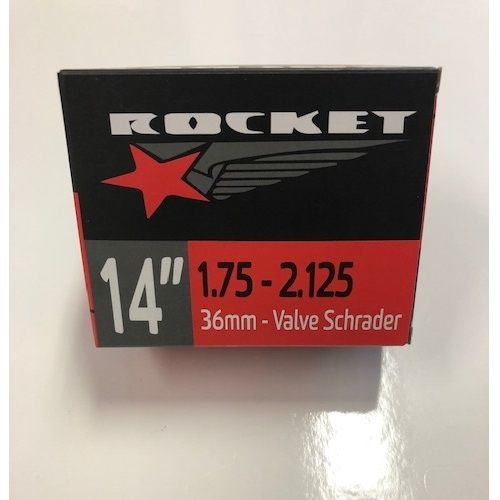 ROCKET
14" 1.75 - 2.125
36mm - Valve Schrader